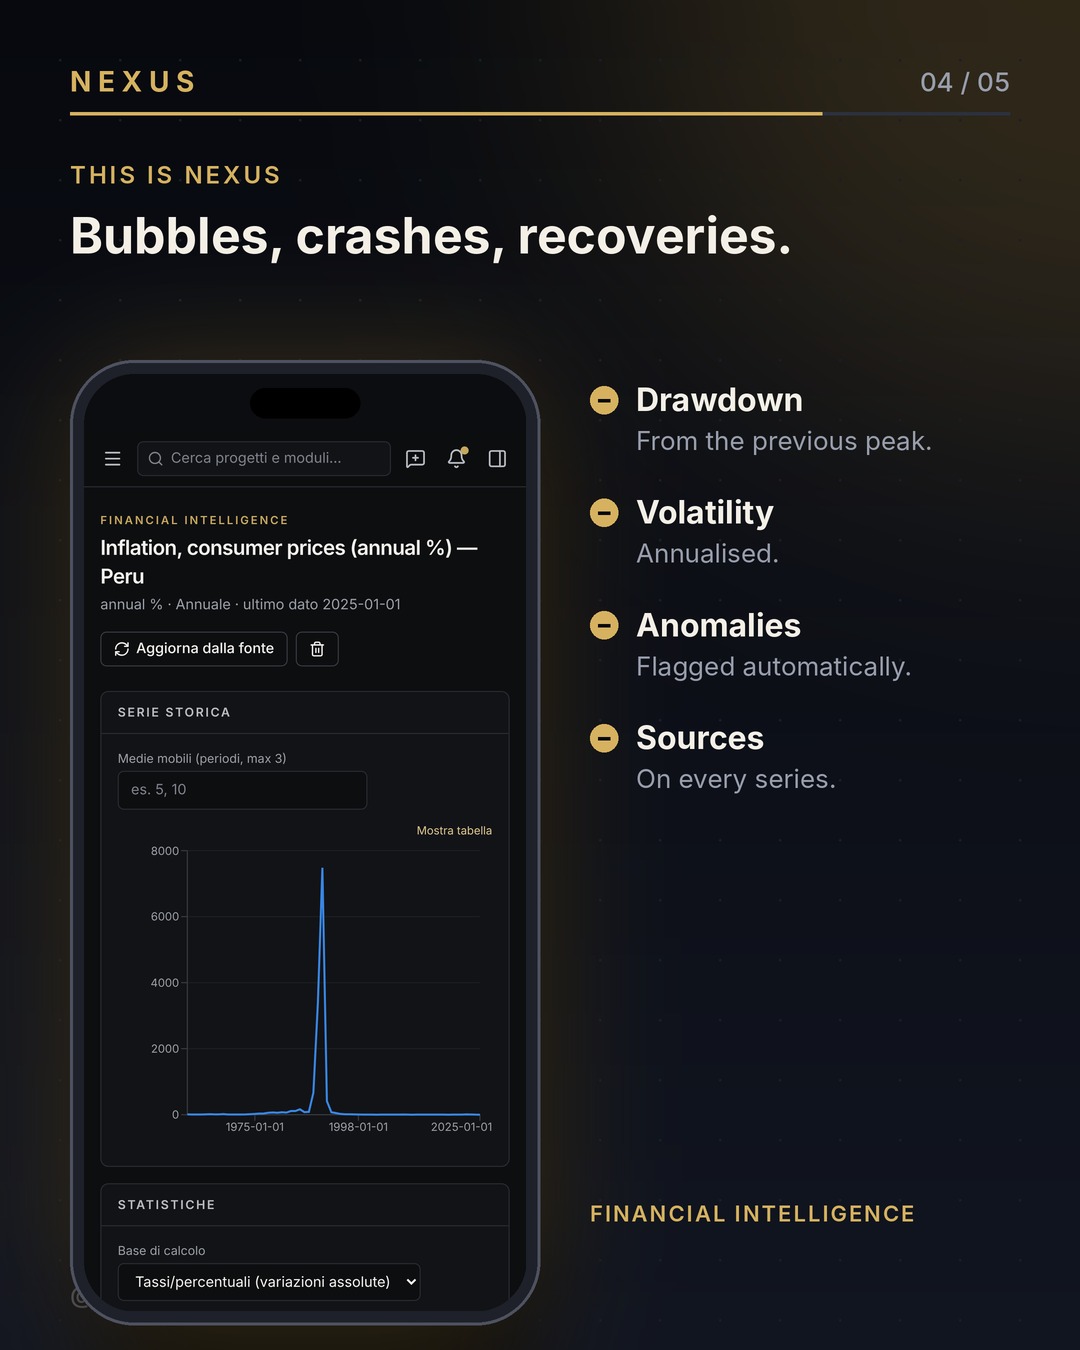 NEXUS
04 / 05
THIS IS NEXUS
Bubbles, crashes, recoveries.
Cerca progetti e moduli...
FINANCIAL INTELLIGENCE
Inflation, consumer prices (annual %) —
Peru
annual % · Annuale · ultimo dato 2025-01-01
Aggiorna dalla fonte
SERIE STORICA
Medie mobili (periodi, max 3)
es. 5, 10
Mostra tabella
8000
6000
4000
2000
0
1975-01-01
1998-01-01
2025-01-01
STATISTICHE
Base di calcolo
Tassi/percentuali (variazioni assolute)
Drawdown
From the previous peak.
Volatility
Annualised.
Anomalies
Flagged automatically.
Sources
On every series.
FINANCIAL INTELLIGENCE